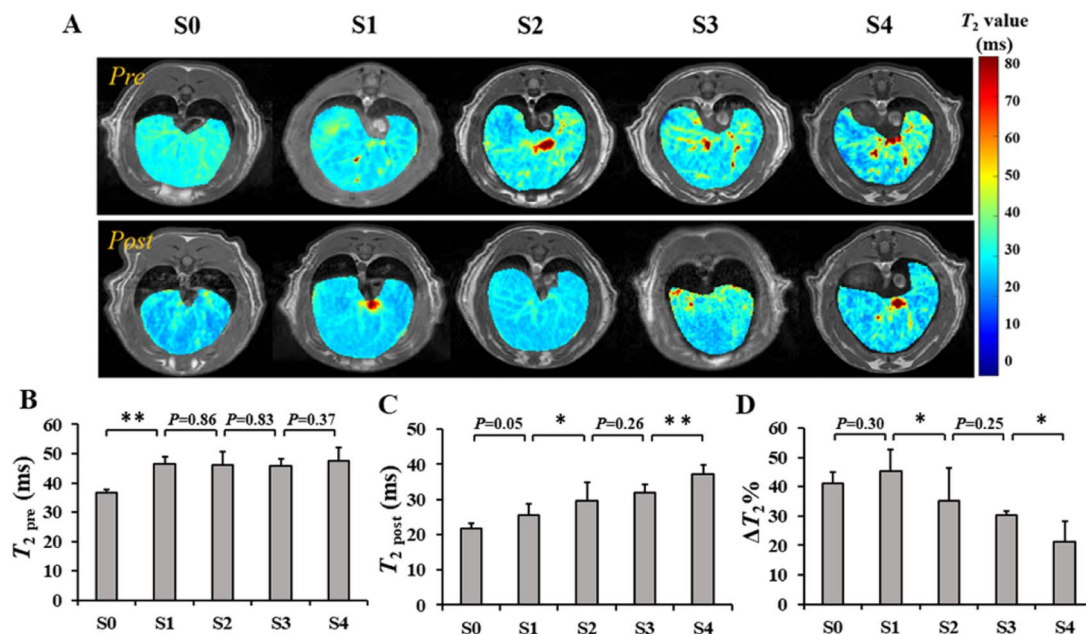 A S0 S1 S2 S3 S4 T₂ value
(ms)
Pre
Post
80
70
60
50
40
30
20
10
0
B
** P=0.86 P=0.83 P=0.37
T₂ pre (ms)
60
50
40
30
20
10
0
S0 S1 S2 S3 S4
C
P=0.05 * P=0.26 **
T₂ post (ms)
50
40
30
20
10
0
S0 S1 S2 S3 S4
D
P=0.30 * P=0.25 *
ΔT₂%
60
50
40
30
20
10
0
S0 S1 S2 S3 S4